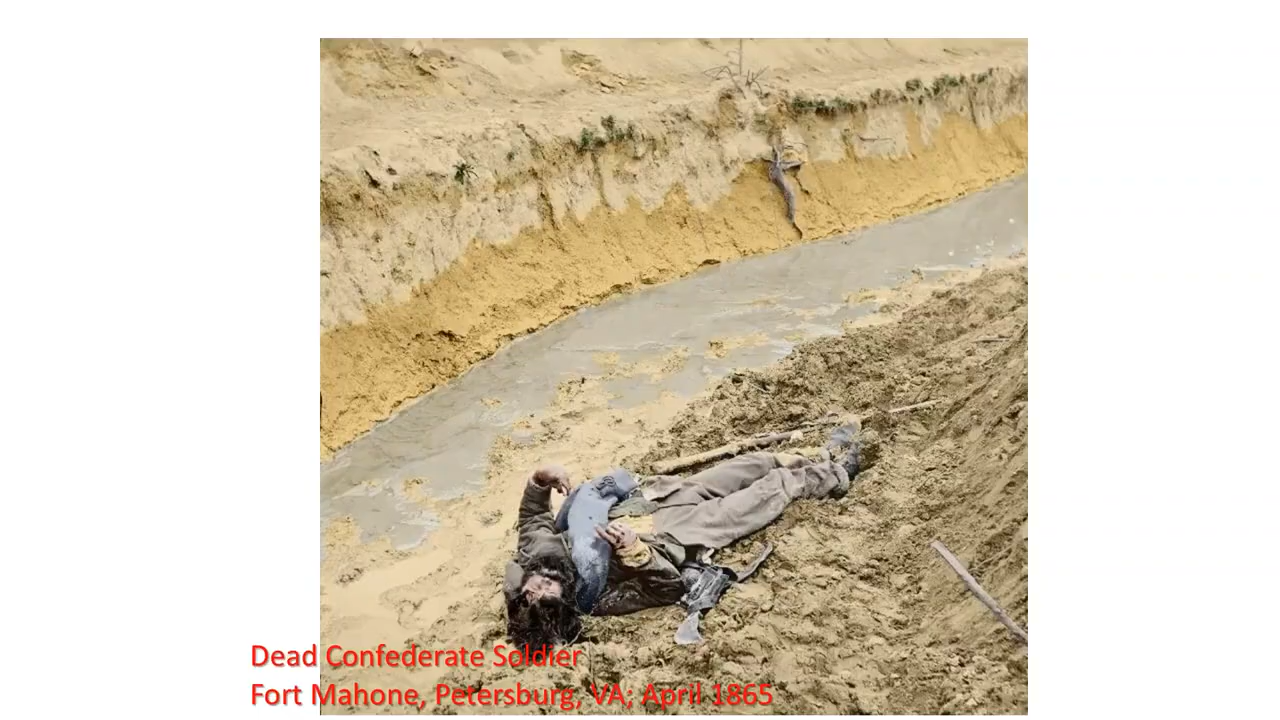 Dead Confederate Soldier
Fort Mahone, Petersburg, VA; April 1865